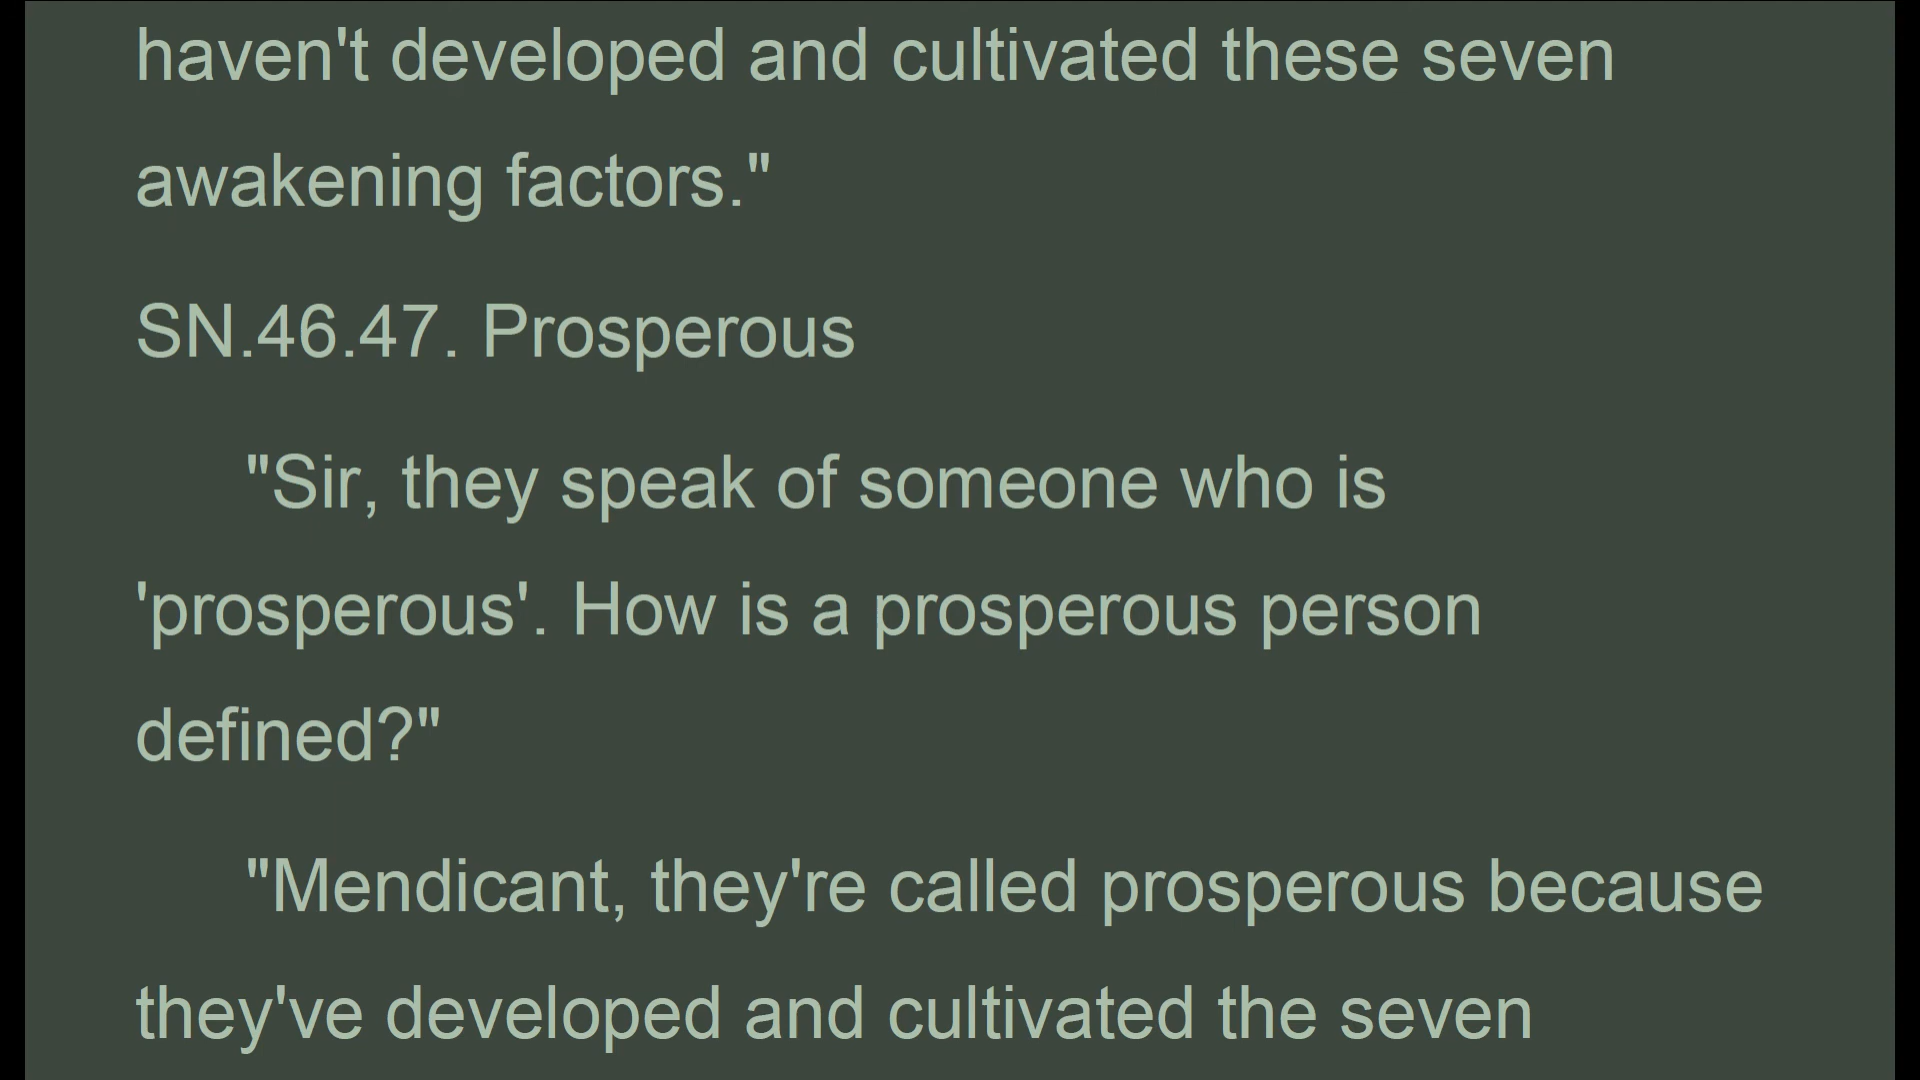 haven't developed and cultivated these seven
awakening factors."
SN.46.47. Prosperous
"Sir, they speak of someone who is
'prosperous'. How is a prosperous person
defined?"
"Mendicant, they're called prosperous because
they've developed and cultivated the seven